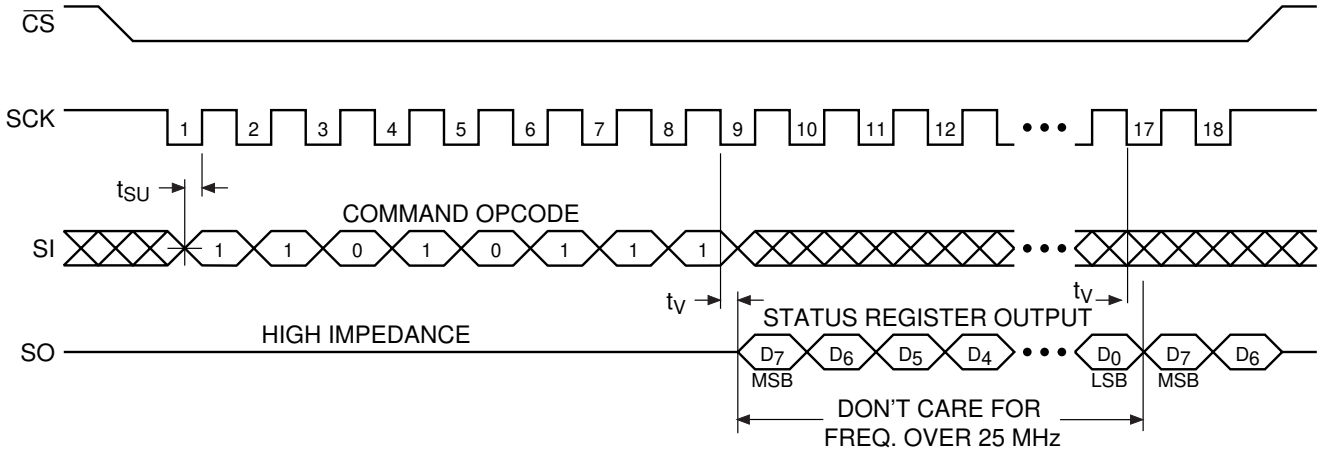 CS
SCK 1 2 3 4 5 6 7 8 9 10 11 12 ••• 17 18
tSU
COMMAND OPCODE
SI 1 1 0 1 0 1 1 1 •••
tV tV
HIGH IMPEDANCE STATUS REGISTER OUTPUT
SO D7 D6 D5 D4 ••• D0 D7 D6
MSB LSB MSB
DON'T CARE FOR
FREQ. OVER 25 MHz